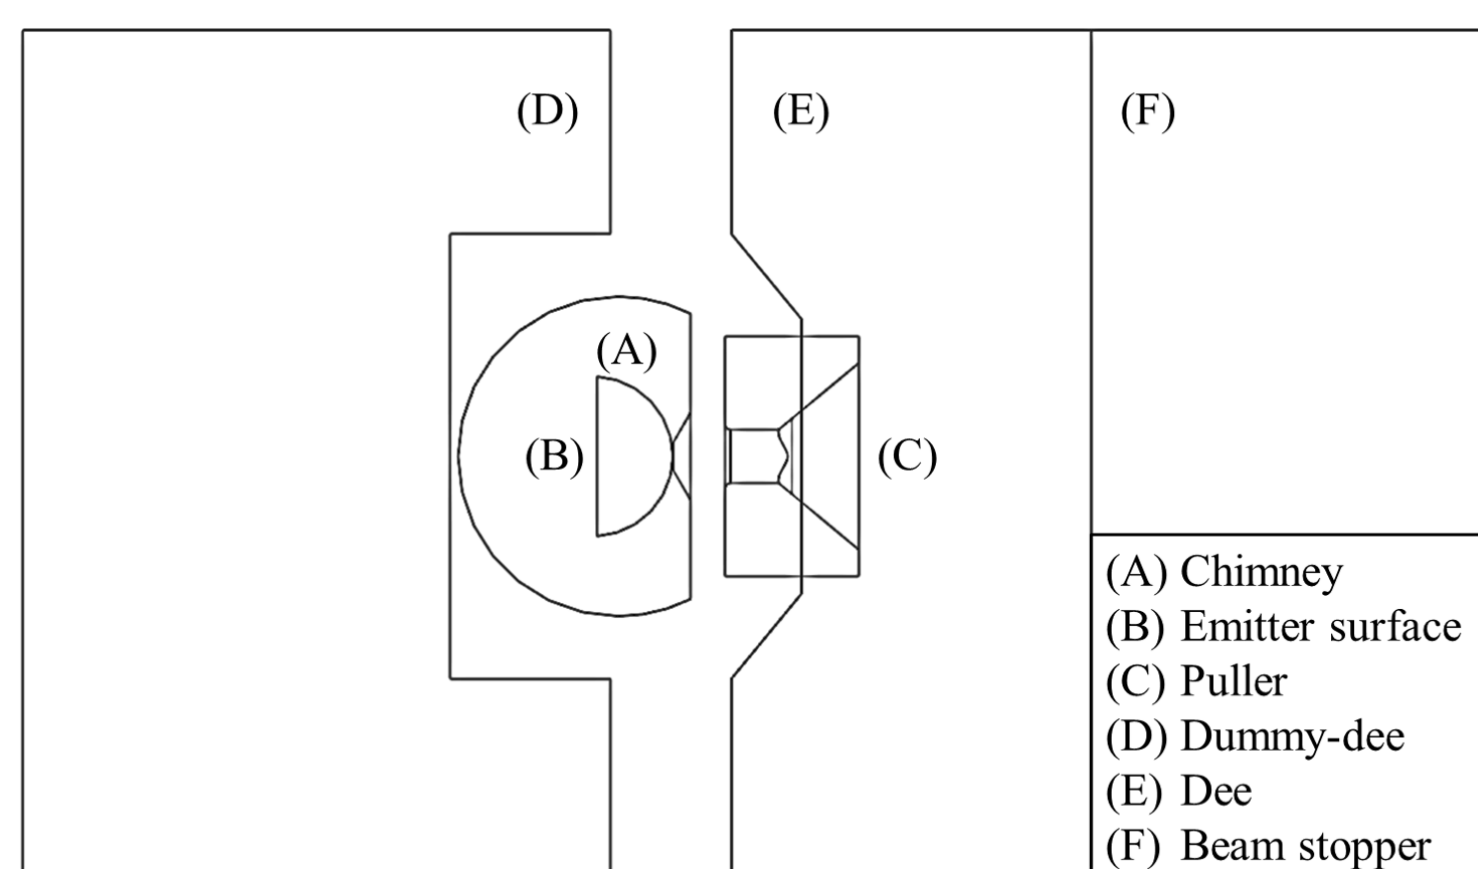 (D)
(E)
(F)
(A)
(B)
(C)
(A) Chimney
(B) Emitter surface
(C) Puller
(D) Dummy-dee
(E) Dee
(F) Beam stopper